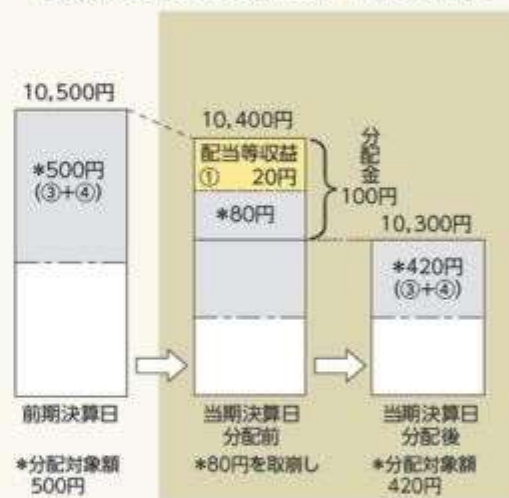 10,500円
*500円
(③+④)
前期決算日
*分配対象額
500円
10,400円
配当等収益
① 20円
*80円
分配金
100円
当期決算日
分配前
*80円を取崩し
10,300円
*420円
(③+④)
当期決算日
分配後
*分配対象額
420円